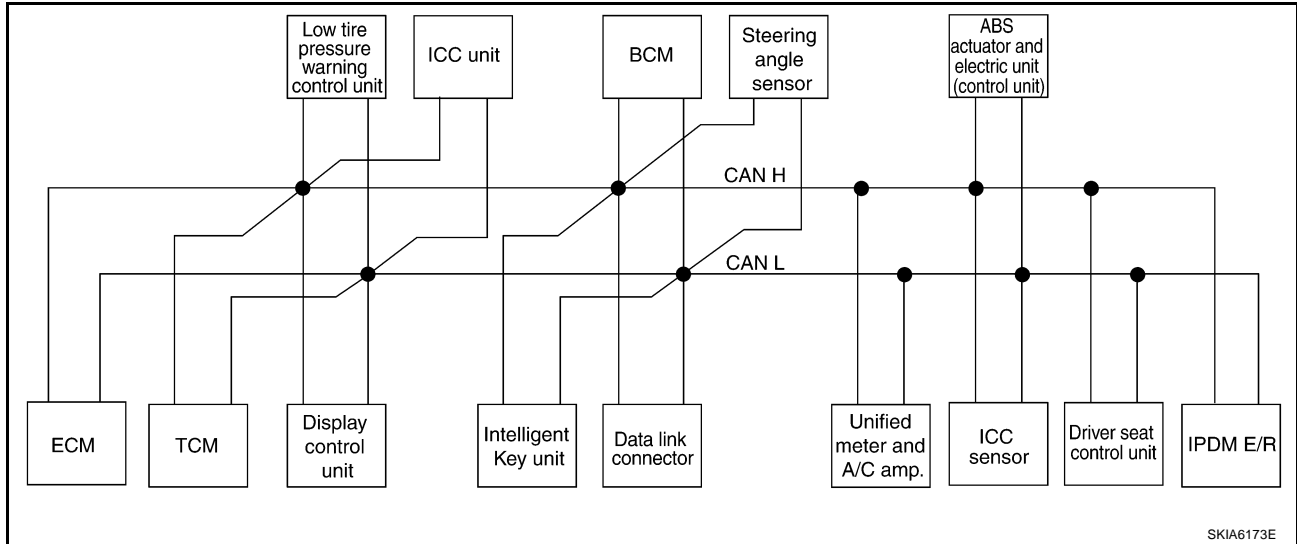 Low tire
pressure
warning
control unit
ICC unit
BCM
Steering
angle
sensor
ABS
actuator and
electric unit
(control unit)
CAN H
CAN L
ECM
TCM
Display
control
unit
Intelligent
Key unit
Data link
connector
Unified
meter and
A/C amp.
ICC
sensor
Driver seat
control unit
IPDM E/R
SKIA6173E